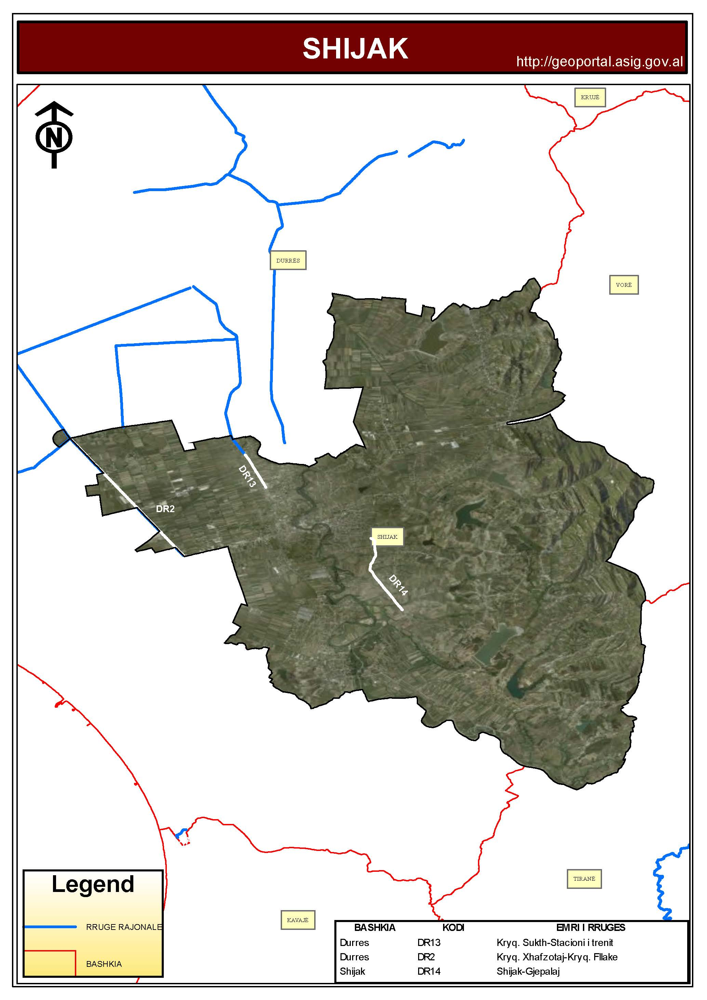 SHIJAK
http://geoportal.asig.gov.al
KRUJË
N
DURRËS
VORË
DR13
DR2
SHIJAK
DR14
TIRANË
KAVAJË
Legend
RRUGE RAJONALE
BASHKIA
BASHKIA KODI EMRI I RRUGES
Durres DR13 Kryq. Sukth-Stacioni i trenit
Durres DR2 Kryq. Xhafzotaj-Kryq. Fllake
Shijak DR14 Shijak-Gjepalaj